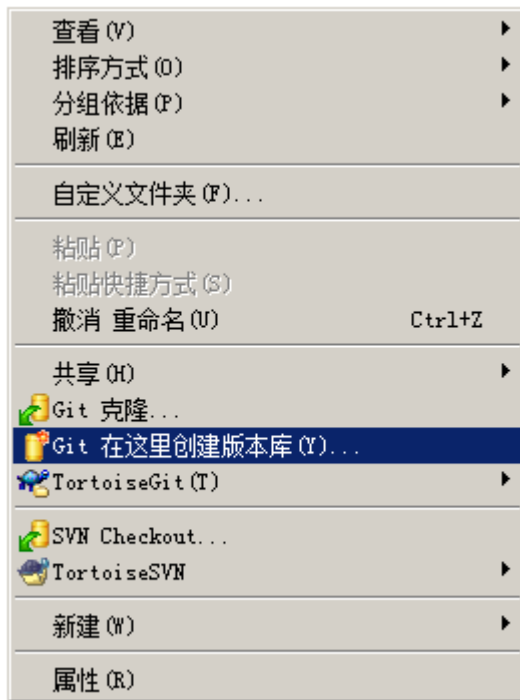 查看(V)
排序方式(O)
分组依据(P)
刷新(E)
自定义文件夹(F)...
粘贴(P)
粘贴快捷方式(S)
撤消 重命名(U) Ctrl+Z
共享(H)
Git 克隆...
Git 在这里创建版本库(Y)...
TortoiseGit(T)
SVN Checkout...
TortoiseSVN
新建(W)
属性(R)